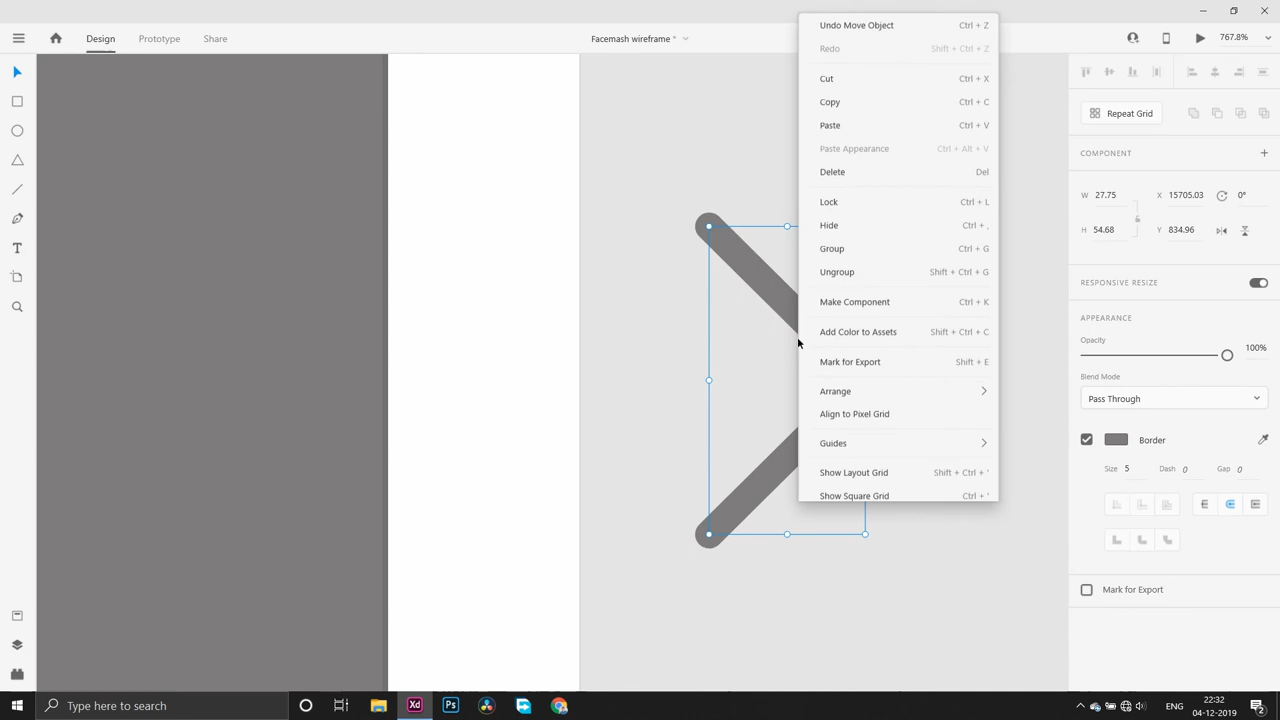 Design
Prototype
Share
Facemash wireframe *
767.8%
Undo Move Object Ctrl + Z
Redo Shift + Ctrl + Z
Cut Ctrl + X
Copy Ctrl + C
Paste Ctrl + V
Paste Appearance Ctrl + Alt + V
Delete Del
Lock Ctrl + L
Hide Ctrl + ,
Group Ctrl + G
Ungroup Shift + Ctrl + G
Make Component Ctrl + K
Add Color to Assets Shift + Ctrl + C
Mark for Export Shift + E
Arrange
Align to Pixel Grid
Guides
Show Layout Grid Shift + Ctrl + '
Show Square Grid Ctrl + '
Repeat Grid
COMPONENT
W 27.75 X 15705.03 0°
H 54.68 Y 834.96
RESPONSIVE RESIZE
APPEARANCE
Opacity
100%
Blend Mode
Pass Through
Border
Size 5 Dash 0 Gap 0
Mark for Export
Type here to search
Xd
Ps
ENG
22:32
04-12-2019
2